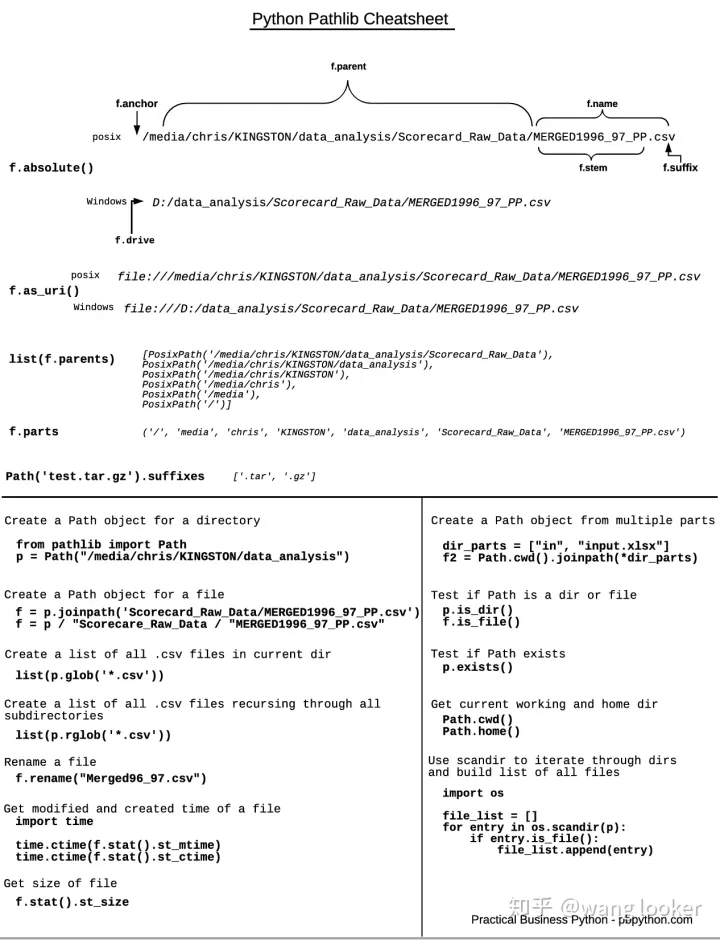 Python Pathlib Cheatsheet
f.parent
f.anchor
f.name
posix /media/chris/KINGSTON/data_analysis/Scorecard_Raw_Data/MERGED1996_97_PP.csv
f.absolute()
f.stem
f.suffix
Windows D:/data_analysis/Scorecard_Raw_Data/MERGED1996_97_PP.csv
f.drive
posix file:///media/chris/KINGSTON/data_analysis/Scorecard_Raw_Data/MERGED1996_97_PP.csv
f.as_uri()
Windows file:///D:/data_analysis/Scorecard_Raw_Data/MERGED1996_97_PP.csv
list(f.parents)
[PosixPath('/media/chris/KINGSTON/data_analysis/Scorecard_Raw_Data'),
PosixPath('/media/chris/KINGSTON/data_analysis'),
PosixPath('/media/chris/KINGSTON'),
PosixPath('/media/chris'),
PosixPath('/media'),
PosixPath('/')]
f.parts ('/', 'media', 'chris', 'KINGSTON', 'data_analysis', 'Scorecard_Raw_Data', 'MERGED1996_97_PP.csv')
Path('test.tar.gz').suffixes ['.tar', '.gz']
Create a Path object for a directory
from pathlib import Path
p = Path("/media/chris/KINGSTON/data_analysis")
Create a Path object for a file
f = p.joinpath('Scorecard_Raw_Data/MERGED1996_97_PP.csv')
f = p / "Scorecare_Raw_Data / "MERGED1996_97_PP.csv"
Create a list of all .csv files in current dir
list(p.glob('*.csv'))
Create a list of all .csv files recursing through all
subdirectories
list(p.rglob('*.csv'))
Rename a file
f.rename("Merged96_97.csv")
Get modified and created time of a file
import time
time.ctime(f.stat().st_mtime)
time.ctime(f.stat().st_ctime)
Get size of file
f.stat().st_size
Create a Path object from multiple parts
dir_parts = ["in", "input.xlsx"]
f2 = Path.cwd().joinpath(*dir_parts)
Test if Path is a dir or file
p.is_dir()
f.is_file()
Test if Path exists
p.exists()
Get current working and home dir
Path.cwd()
Path.home()
Use scandir to iterate through dirs
and build list of all files
import os
file_list = []
for entry in os.scandir(p):
if entry.is_file():
file_list.append(entry)
知乎 @wang looker
Practical Business Python - pbpython.com